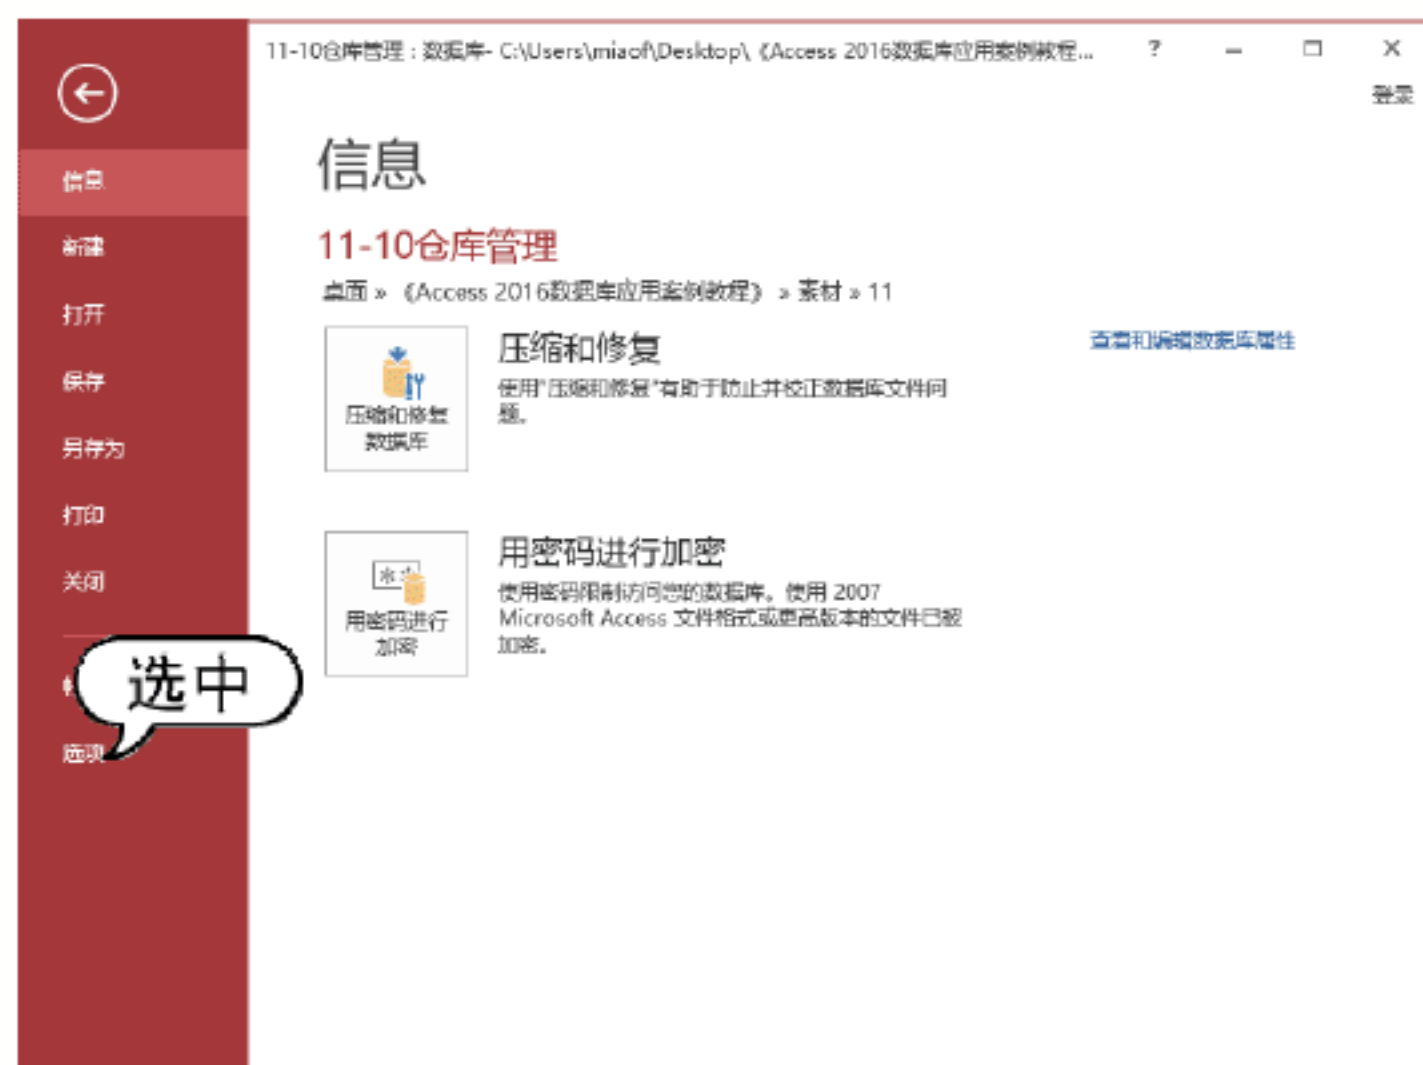 11-10仓库管理 : 数据库- C:\Users\miaof\Desktop\《Access 2016数据库应用案例教程...
?
登录
信息
新建
打开
保存
另存为
打印
关闭
选中
选项
信息
11-10仓库管理
桌面 » 《Access 2016数据库应用案例教程》 » 素材 » 11
压缩和修复
数据库
压缩和修复
使用"压缩和修复"有助于防止并校正数据库文件问
题。
查看和编辑数据库属性
用密码进行
加密
用密码进行加密
使用密码限制访问您的数据库。使用 2007
Microsoft Access 文件格式或更高版本的文件已被
加密。